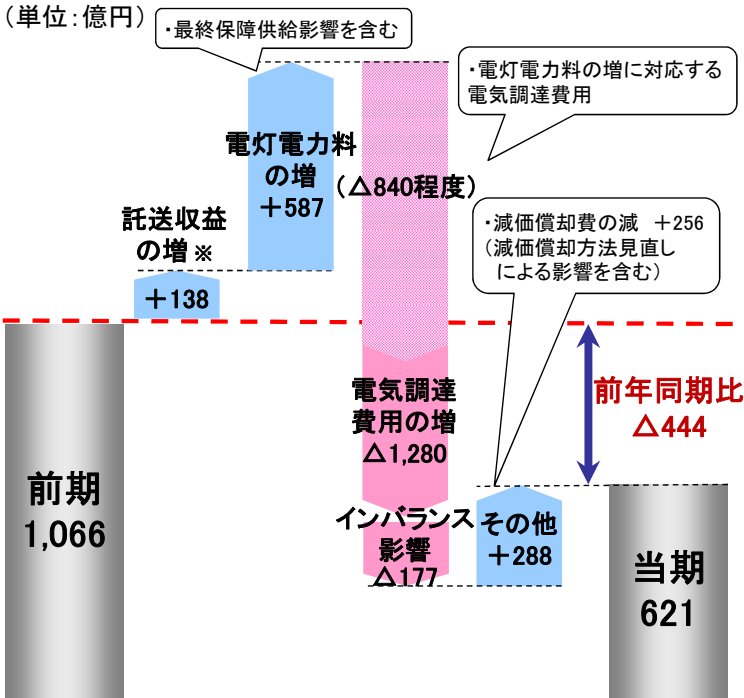 (単位：億円)
・最終保障供給影響を含む
・電灯電力料の増に対応する
電気調達費用
電灯電力料
の増
＋587
(△840程度)
託送収益
の増※
＋138
・減価償却費の減　＋256
(減価償却方法見直し
による影響を含む)
電気調達
費用の増
△1,280
前年同期比
△444
前期
1,066
インバランス
影響
△177
その他
＋288
当期
621